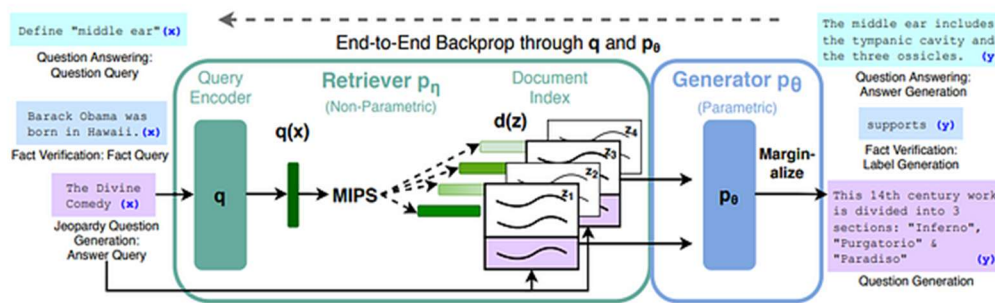 Define "middle ear"(x)
Question Answering:
Question Query
Barack Obama was
born in Hawaii.(x)
Fact Verification: Fact Query
The Divine
Comedy (x)
Jeopardy Question
Generation:
Answer Query
End-to-End Backprop through q and pθ
Query
Encoder
q
q(x)
Retriever pη
(Non-Parametric)
MIPS
Document
Index
d(z)
z4
z3
z2
z1
Generator pθ
(Parametric)
pθ
Margin-
alize
The middle ear includes
the tympanic cavity and
the three ossicles. (y)
Question Answering:
Answer Generation
supports (y)
Fact Verification:
Label Generation
This 14th century work
is divided into 3
sections: "Inferno",
"Purgatorio" &
"Paradiso" (y)
Question Generation